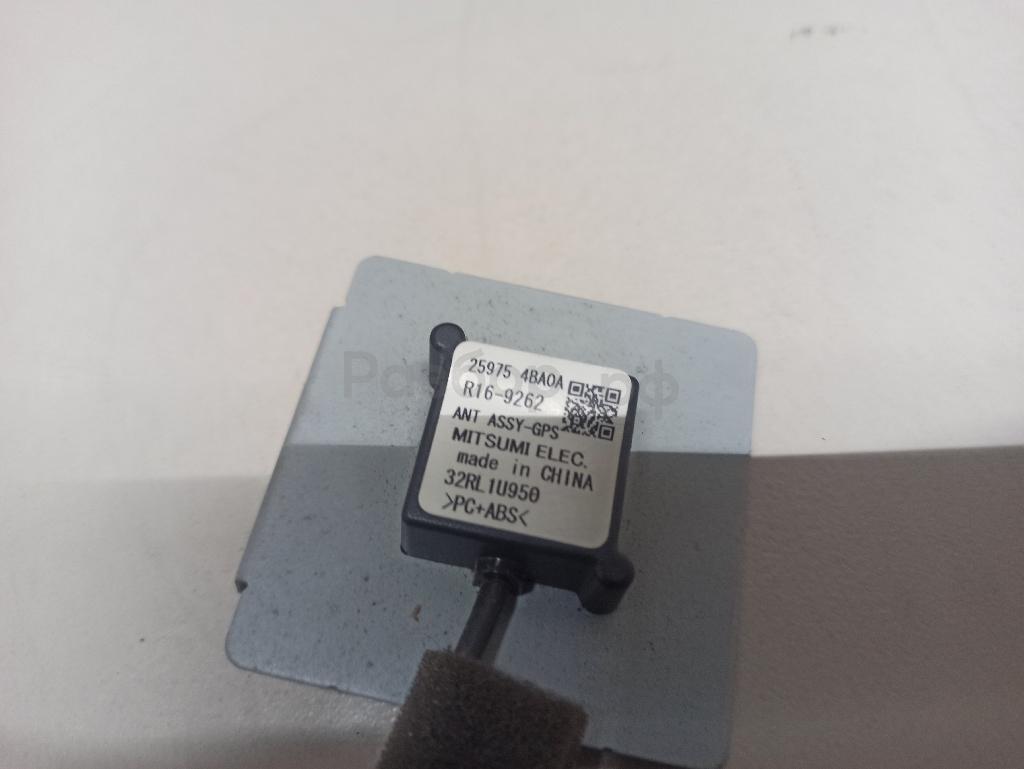 25975 4BA0A
R16-9262
ANT ASSY-GPS
MITSUMI ELEC.
made in CHINA
32RL1U950
>PC+ABS<